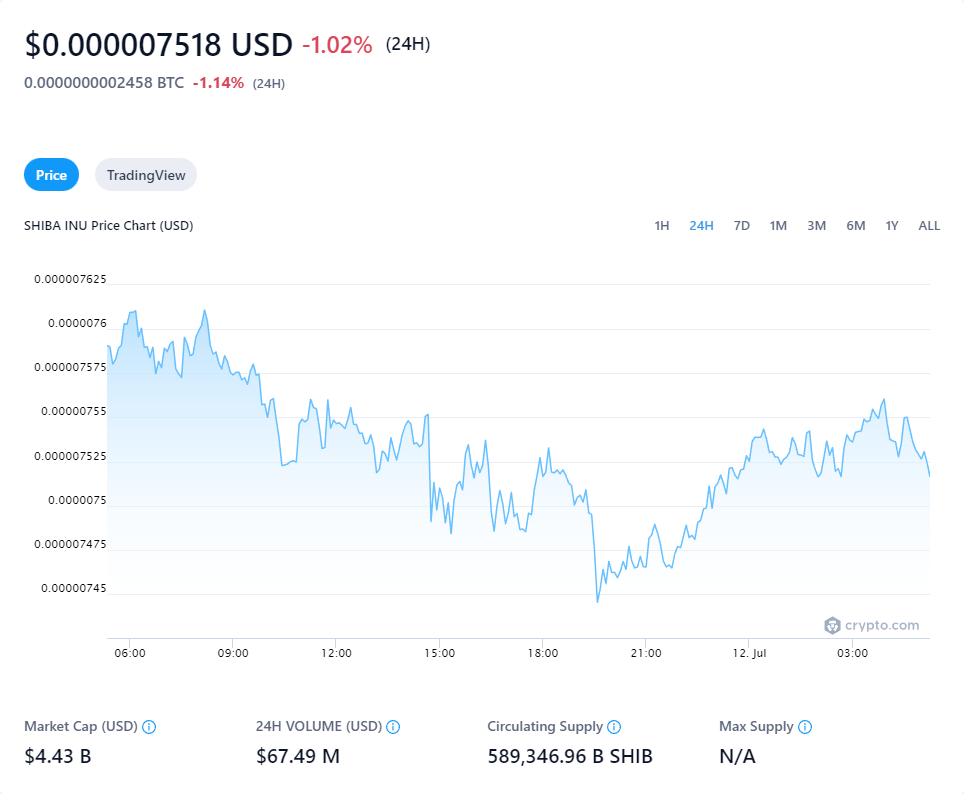 $0.000007518 USD -1.02% (24H)
0.0000000002458 BTC -1.14% (24H)
Price TradingView
SHIBA INU Price Chart (USD) 1H 24H 7D 1M 3M 6M 1Y ALL
0.000007625
0.0000076
0.000007575
0.00000755
0.000007525
0.0000075
0.000007475
0.00000745
crypto.com
06:00 09:00 12:00 15:00 18:00 21:00 12. Jul 03:00
Market Cap (USD) 24H VOLUME (USD) Circulating Supply Max Supply
$4.43 B $67.49 M 589,346.96 B SHIB N/A